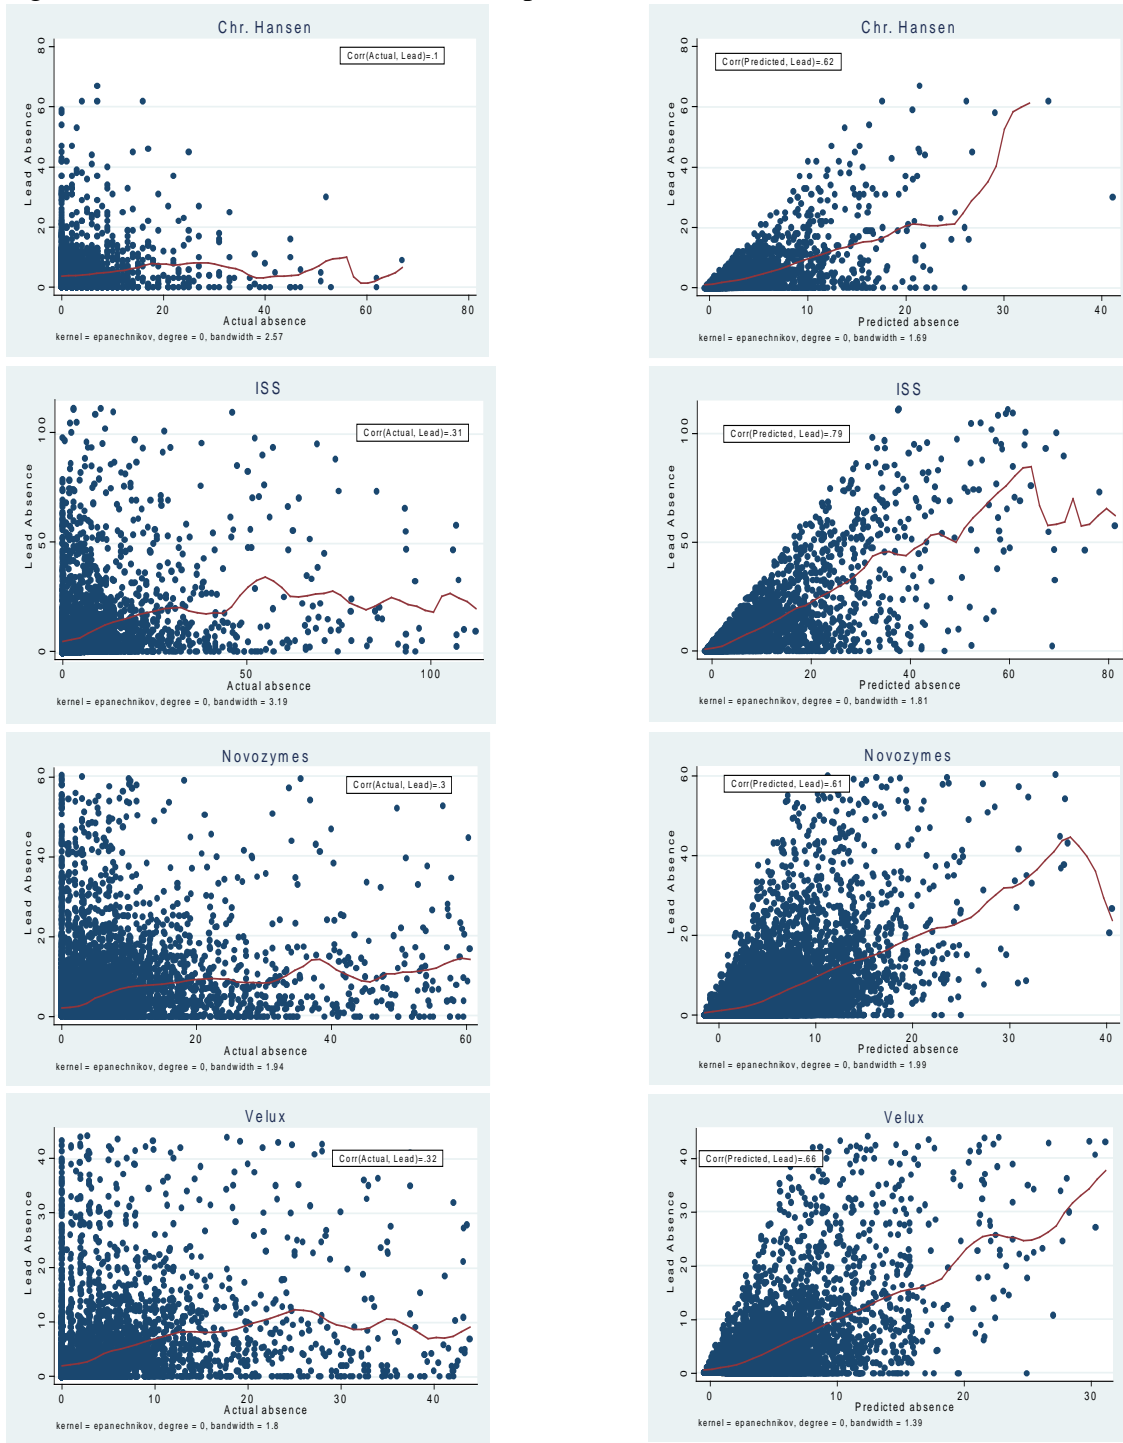 Chr. Hansen
Corr(Actual, Lead)=.1
Lead Absence
0 20 40 60 80
0 20 40 60 80
Actual absence
kernel = epanechnikov, degree = 0, bandwidth = 2.57
Chr. Hansen
Corr(Predicted, Lead)=.62
Lead Absence
0 20 40 60 80
0 10 20 30 40
Predicted absence
kernel = epanechnikov, degree = 0, bandwidth = 1.69
ISS
Corr(Actual, Lead)=.31
Lead Absence
0 50 100
0 50 100
Actual absence
kernel = epanechnikov, degree = 0, bandwidth = 3.19
ISS
Corr(Predicted, Lead)=.79
Lead Absence
0 50 100
0 20 40 60 80
Predicted absence
kernel = epanechnikov, degree = 0, bandwidth = 1.81
Novozymes
Corr(Actual, Lead)=.3
Lead Absence
0 20 40 60
0 20 40 60
Actual absence
kernel = epanechnikov, degree = 0, bandwidth = 1.94
Novozymes
Corr(Predicted, Lead)=.61
Lead Absence
0 20 40 60
0 10 20 30 40
Predicted absence
kernel = epanechnikov, degree = 0, bandwidth = 1.99
Velux
Corr(Actual, Lead)=.32
Lead Absence
0 10 20 30 40
0 10 20 30 40
Actual absence
kernel = epanechnikov, degree = 0, bandwidth = 1.8
Velux
Corr(Predicted, Lead)=.66
Lead Absence
0 10 20 30 40
0 10 20 30
Predicted absence
kernel = epanechnikov, degree = 0, bandwidth = 1.39